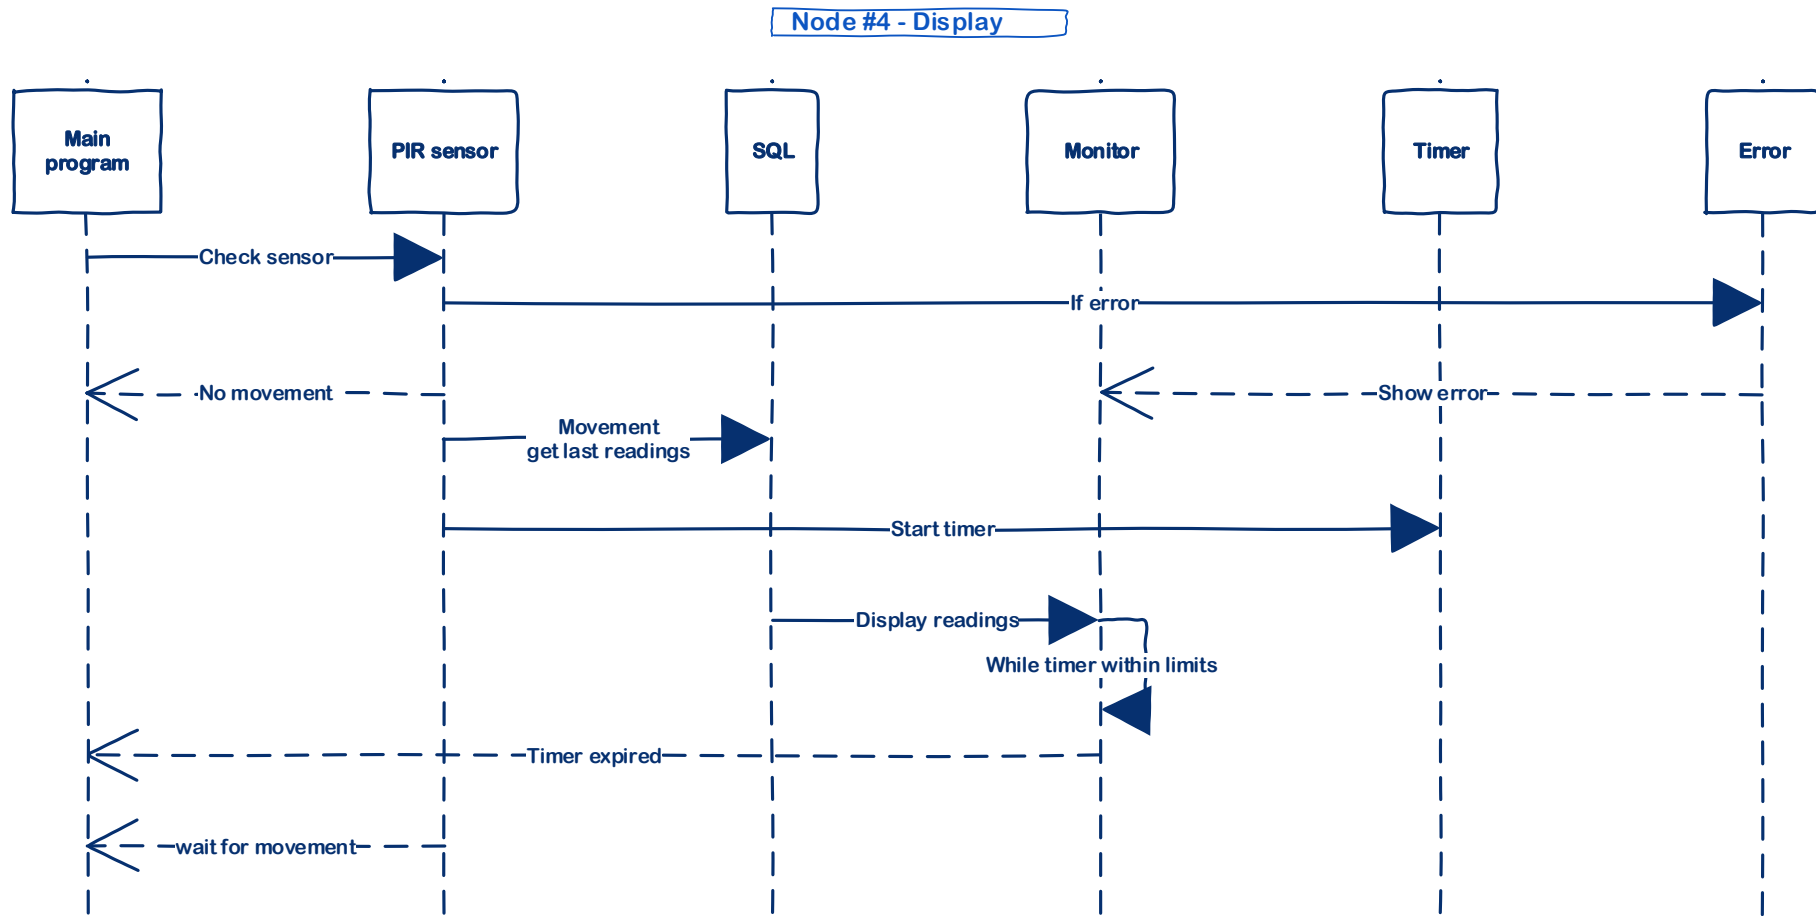 Node #4 - Display
Main
program
PIR sensor
SQL
Monitor
Timer
Error
Check sensor
If error
No movement
Show error
Movement
get last readings
Start timer
Display readings
While timer within limits
Timer expired
wait for movement